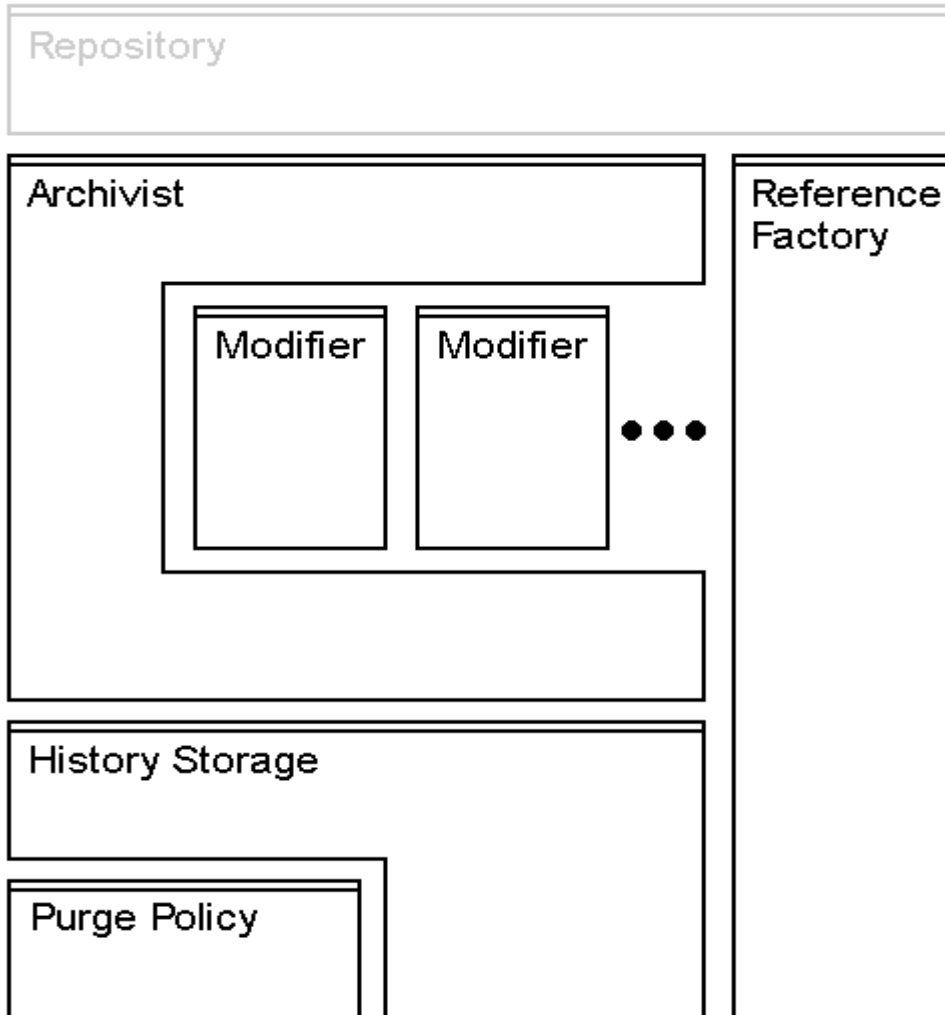 Repository
Archivist
Reference
Factory
Modifier
Modifier
History Storage
Purge Policy